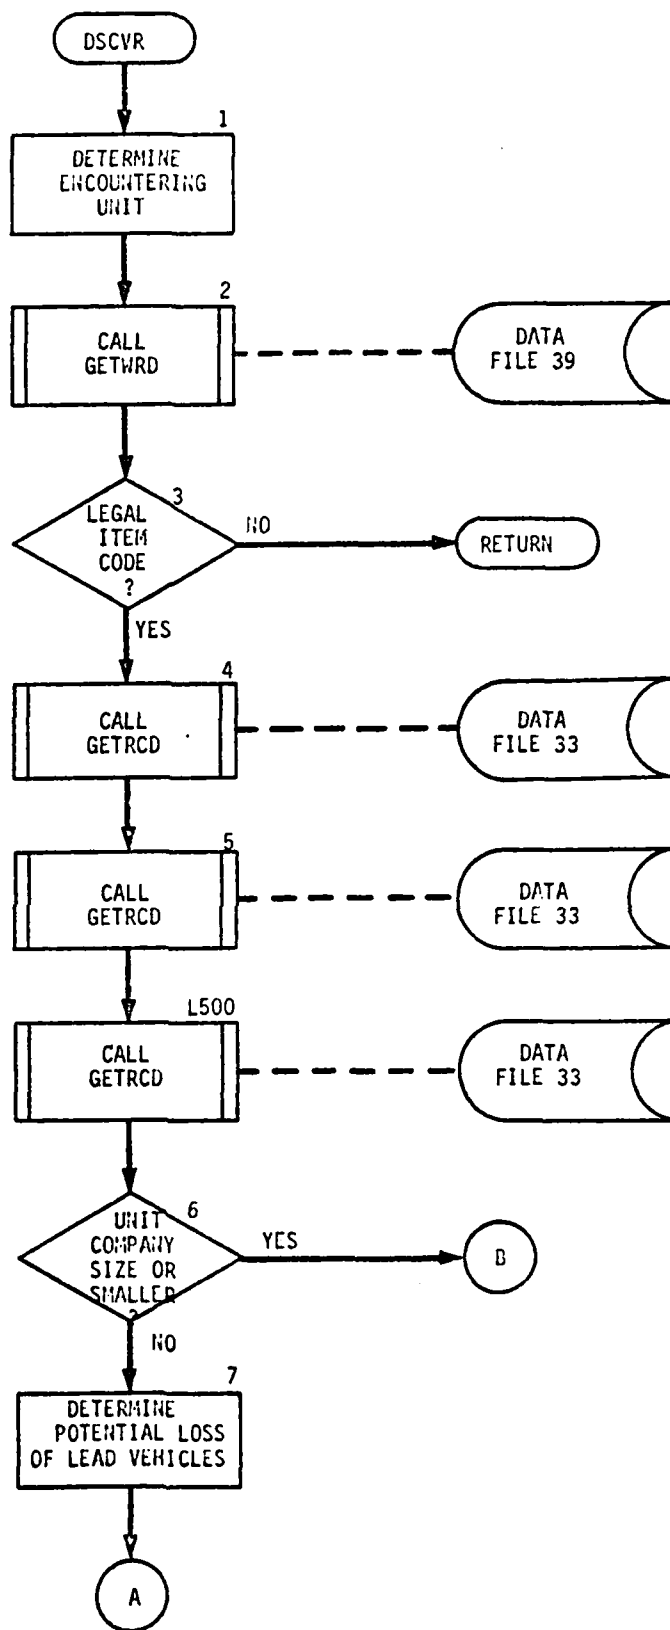 DSCVR
1
DETERMINE
ENCOUNTERING
UNIT
2
CALL
GETWRD
DATA
FILE 39
3
LEGAL
ITEM
CODE
?
NO
RETURN
YES
4
CALL
GETRCD
DATA
FILE 33
5
CALL
GETRCD
DATA
FILE 33
L500
CALL
GETRCD
DATA
FILE 33
6
UNIT
COMPANY
SIZE OR
SMALLER
?
YES
B
NO
7
DETERMINE
POTENTIAL LOSS
OF LEAD VEHICLES
A